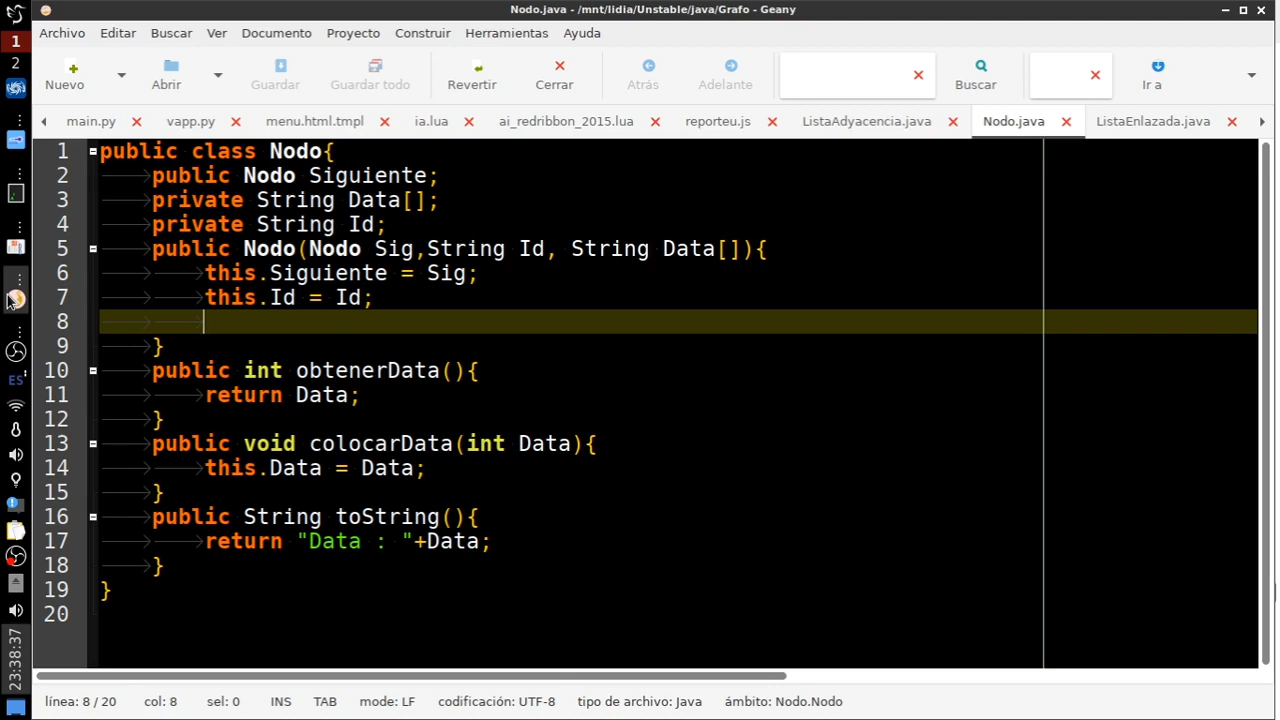 Nodo.java - /mnt/lidia/Unstable/java/Grafo - Geany
1
2
ES
23:38:37
Archivo Editar Buscar Ver Documento Proyecto Construir Herramientas Ayuda
Nuevo Abrir Guardar Guardar todo Revertir Cerrar Atrás Adelante Buscar Ir a
main.py vapp.py menu.html.tmpl ia.lua ai_redribbon_2015.lua reporteu.js ListaAdyacencia.java Nodo.java ListaEnlazada.java
1 public class Nodo{
2 public Nodo Siguiente;
3 private String Data[];
4 private String Id;
5 public Nodo(Nodo Sig,String Id, String Data[]){
6 this.Siguiente = Sig;
7 this.Id = Id;
8
9 }
10 public int obtenerData(){
11 return Data;
12 }
13 public void colocarData(int Data){
14 this.Data = Data;
15 }
16 public String toString(){
17 return "Data : "+Data;
18 }
19 }
20
línea: 8 / 20 col: 8 sel: 0 INS TAB mode: LF codificación: UTF-8 tipo de archivo: Java ámbito: Nodo.Nodo